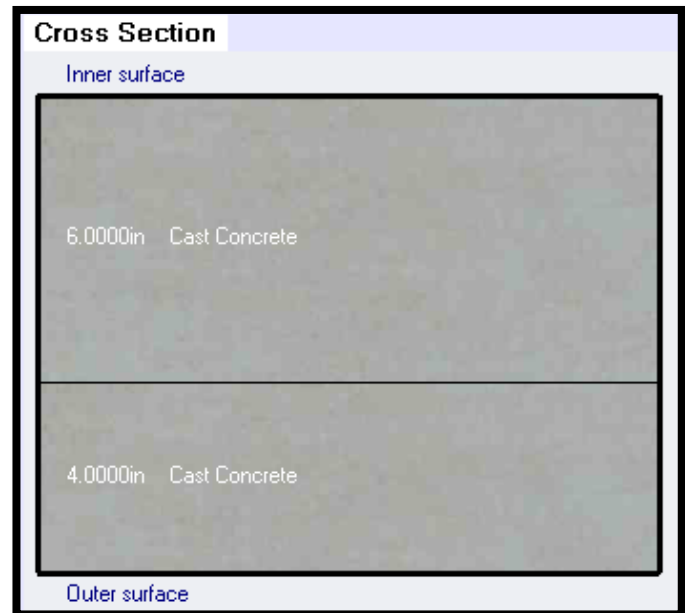 Cross Section
Inner surface
6.0000in Cast Concrete
4.0000in Cast Concrete
Outer surface